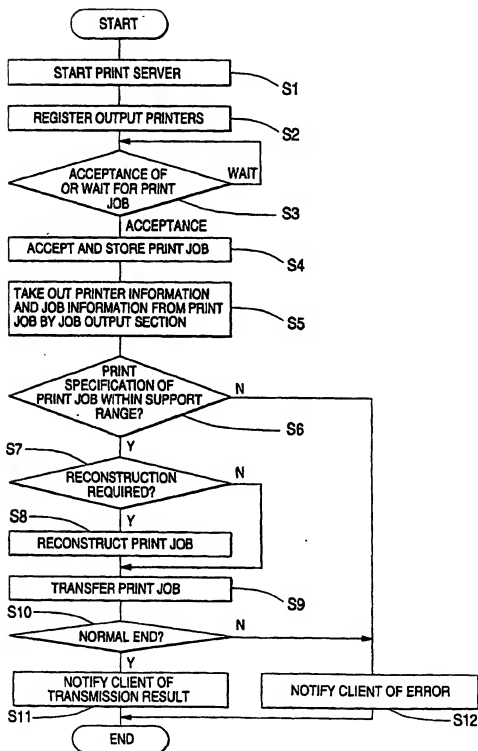 START
START PRINT SERVER
S1
REGISTER OUTPUT PRINTERS
S2
ACCEPTANCE OF
OR WAIT FOR PRINT
JOB
WAIT
S3
ACCEPTANCE
ACCEPT AND STORE PRINT JOB
S4
TAKE OUT PRINTER INFORMATION
AND JOB INFORMATION FROM PRINT
JOB BY JOB OUTPUT SECTION
S5
PRINT
SPECIFICATION OF
PRINT JOB WITHIN SUPPORT
RANGE?
N
S6
Y
S7
RECONSTRUCTION
REQUIRED?
N
Y
S8
RECONSTRUCT PRINT JOB
TRANSFER PRINT JOB
S9
S10
NORMAL END?
N
Y
NOTIFY CLIENT OF
TRANSMISSION RESULT
S11
NOTIFY CLIENT OF ERROR
S12
END